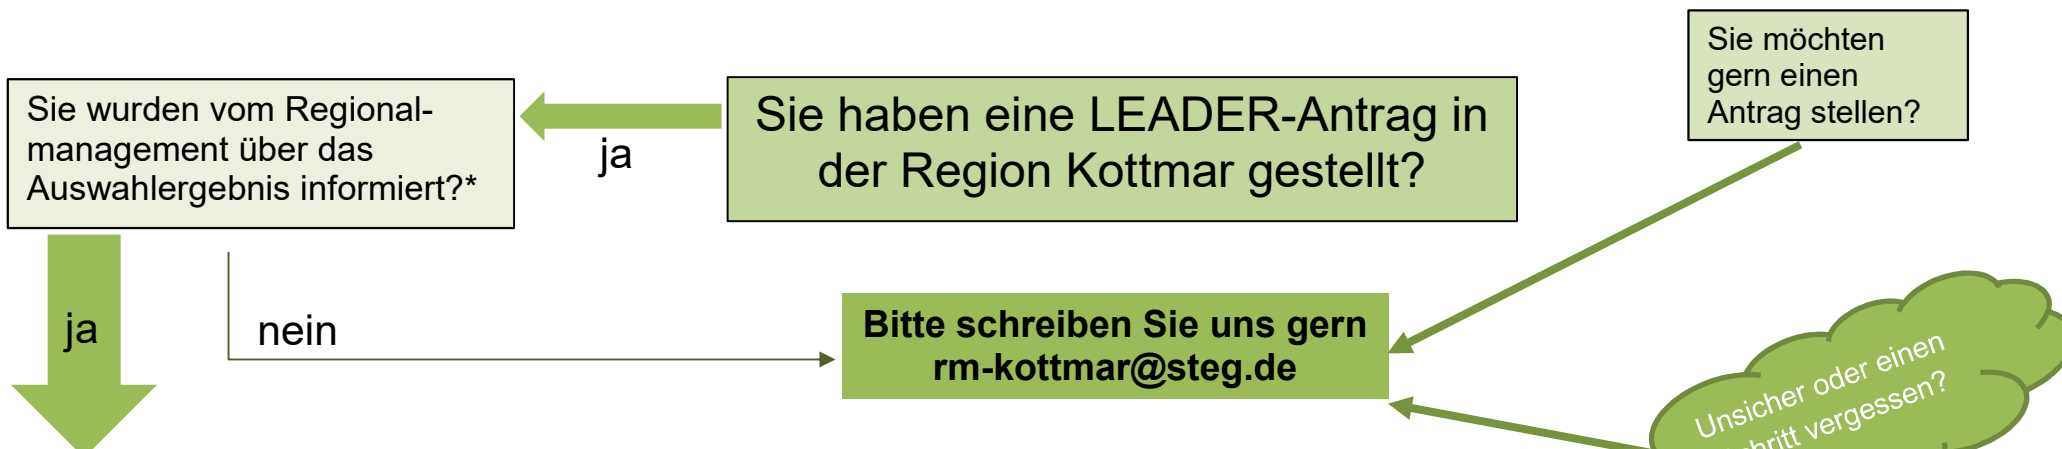 Sie möchten
gern einen
Antrag stellen?
Sie haben eine LEADER-Antrag in
der Region Kottmar gestellt?
ja
Sie wurden vom Regional-
management über das
Auswahlergebnis informiert?*
ja
nein
Bitte schreiben Sie uns gern
rm-kottmar@steg.de
Unsicher oder einen
vergessen?